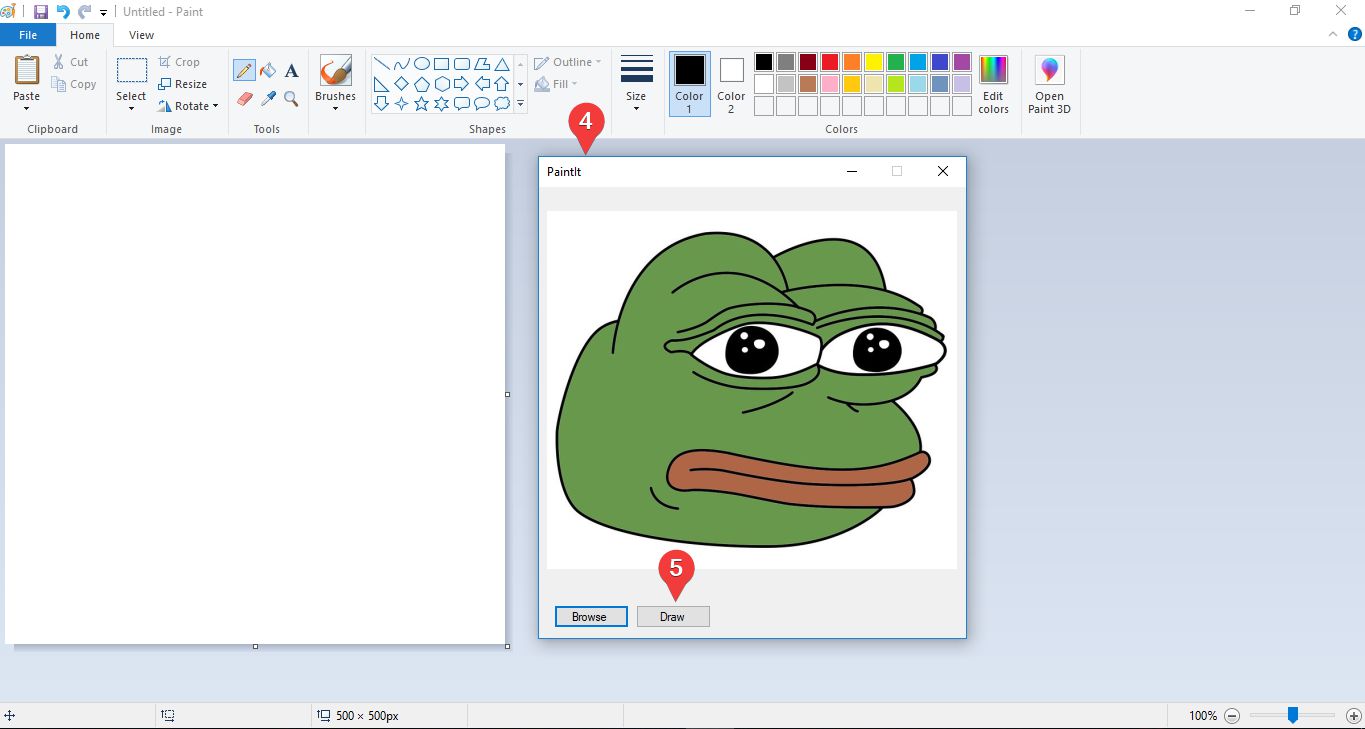 Untitled - Paint
File Home View
Paste
Cut
Copy
Clipboard
Select
Crop
Resize
Rotate
Image
A
Tools
Brushes
Outline
Fill
Shapes
Size
Color
1
Color
2
Edit
colors
Colors
Open
Paint 3D
?
4
PaintIt
5
Browse Draw
500 × 500px
100%